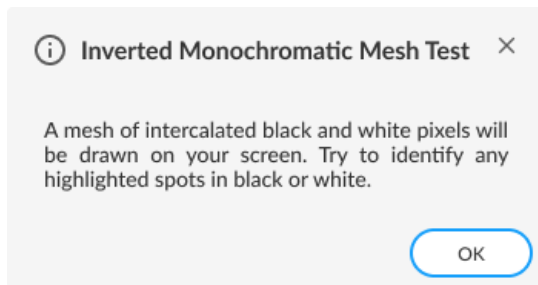 Inverted Monochromatic Mesh Test
A mesh of intercalated black and white pixels will
be drawn on your screen. Try to identify any
highlighted spots in black or white.
OK